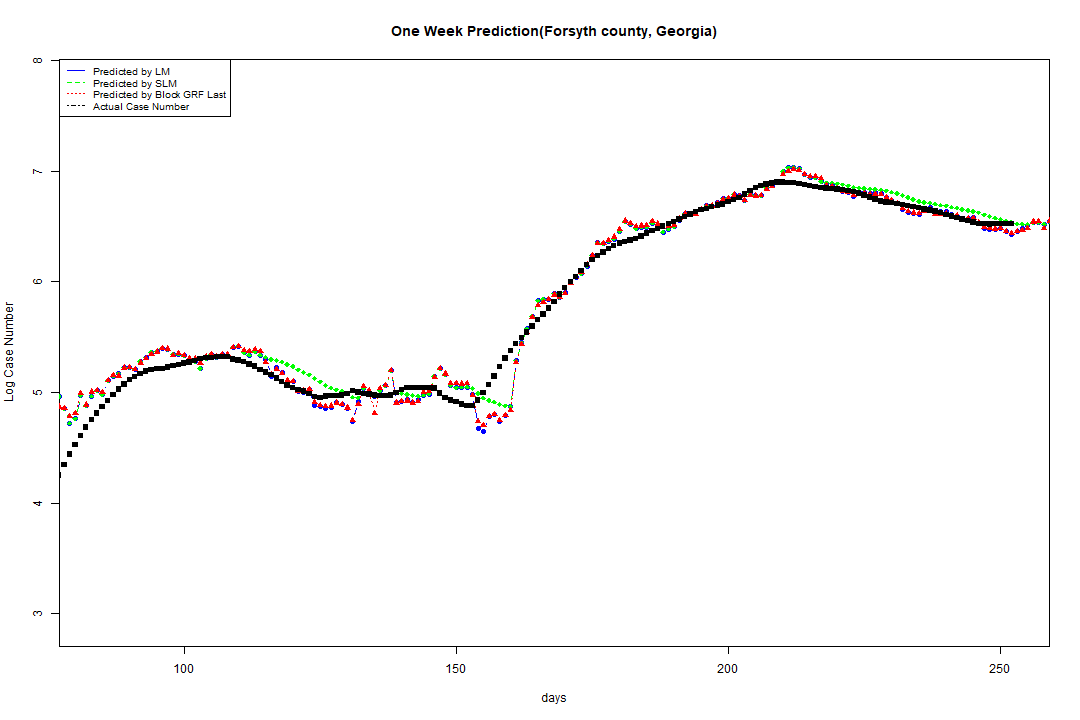 One Week Prediction(Forsyth county, Georgia)
Predicted by LM
Predicted by SLM
Predicted by Block GRF Last
Actual Case Number
8
7
6
5
4
3
Log Case Number
100 150 200 250
days